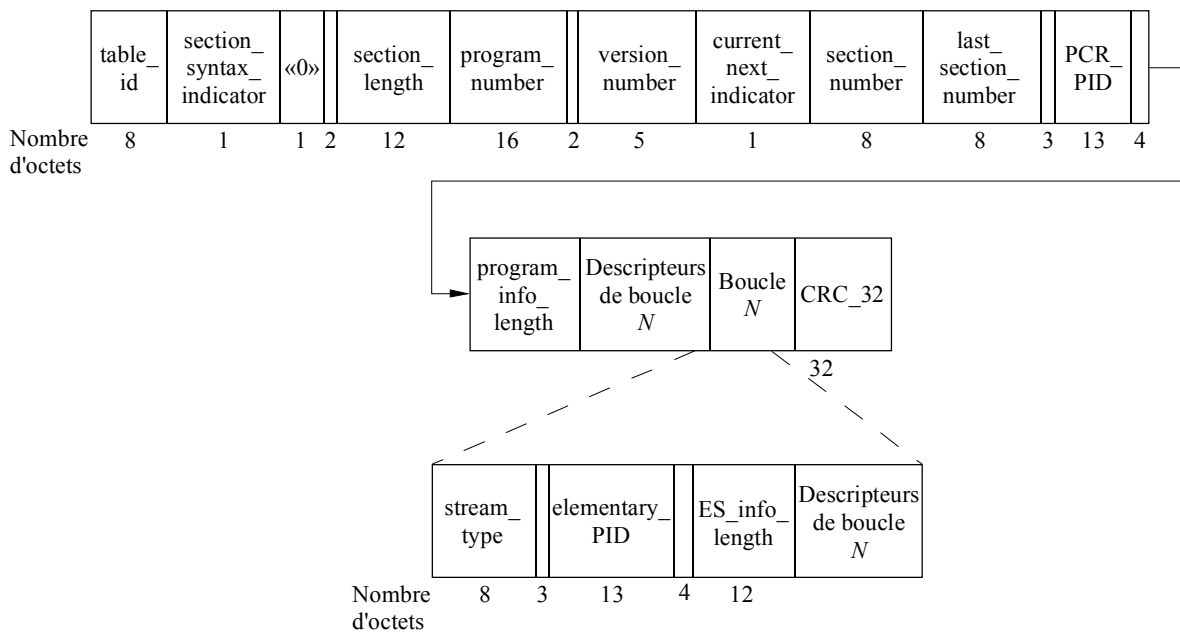 table_
id
section_
syntax_
indicator
«0»
section_
length
program_
number
version_
number
current_
next_
indicator
section_
number
last_
section_
number
PCR_
PID
Nombre
d'octets
8 1 1 2 12 16 2 5 1 8 8 3 13 4
program_
info_
length
Descripteurs
de boucle
N
Boucle
N
CRC_32
32
stream_
type
elementary_
PID
ES_info_
length
Descripteurs
de boucle
N
Nombre
d'octets
8 3 13 4 12